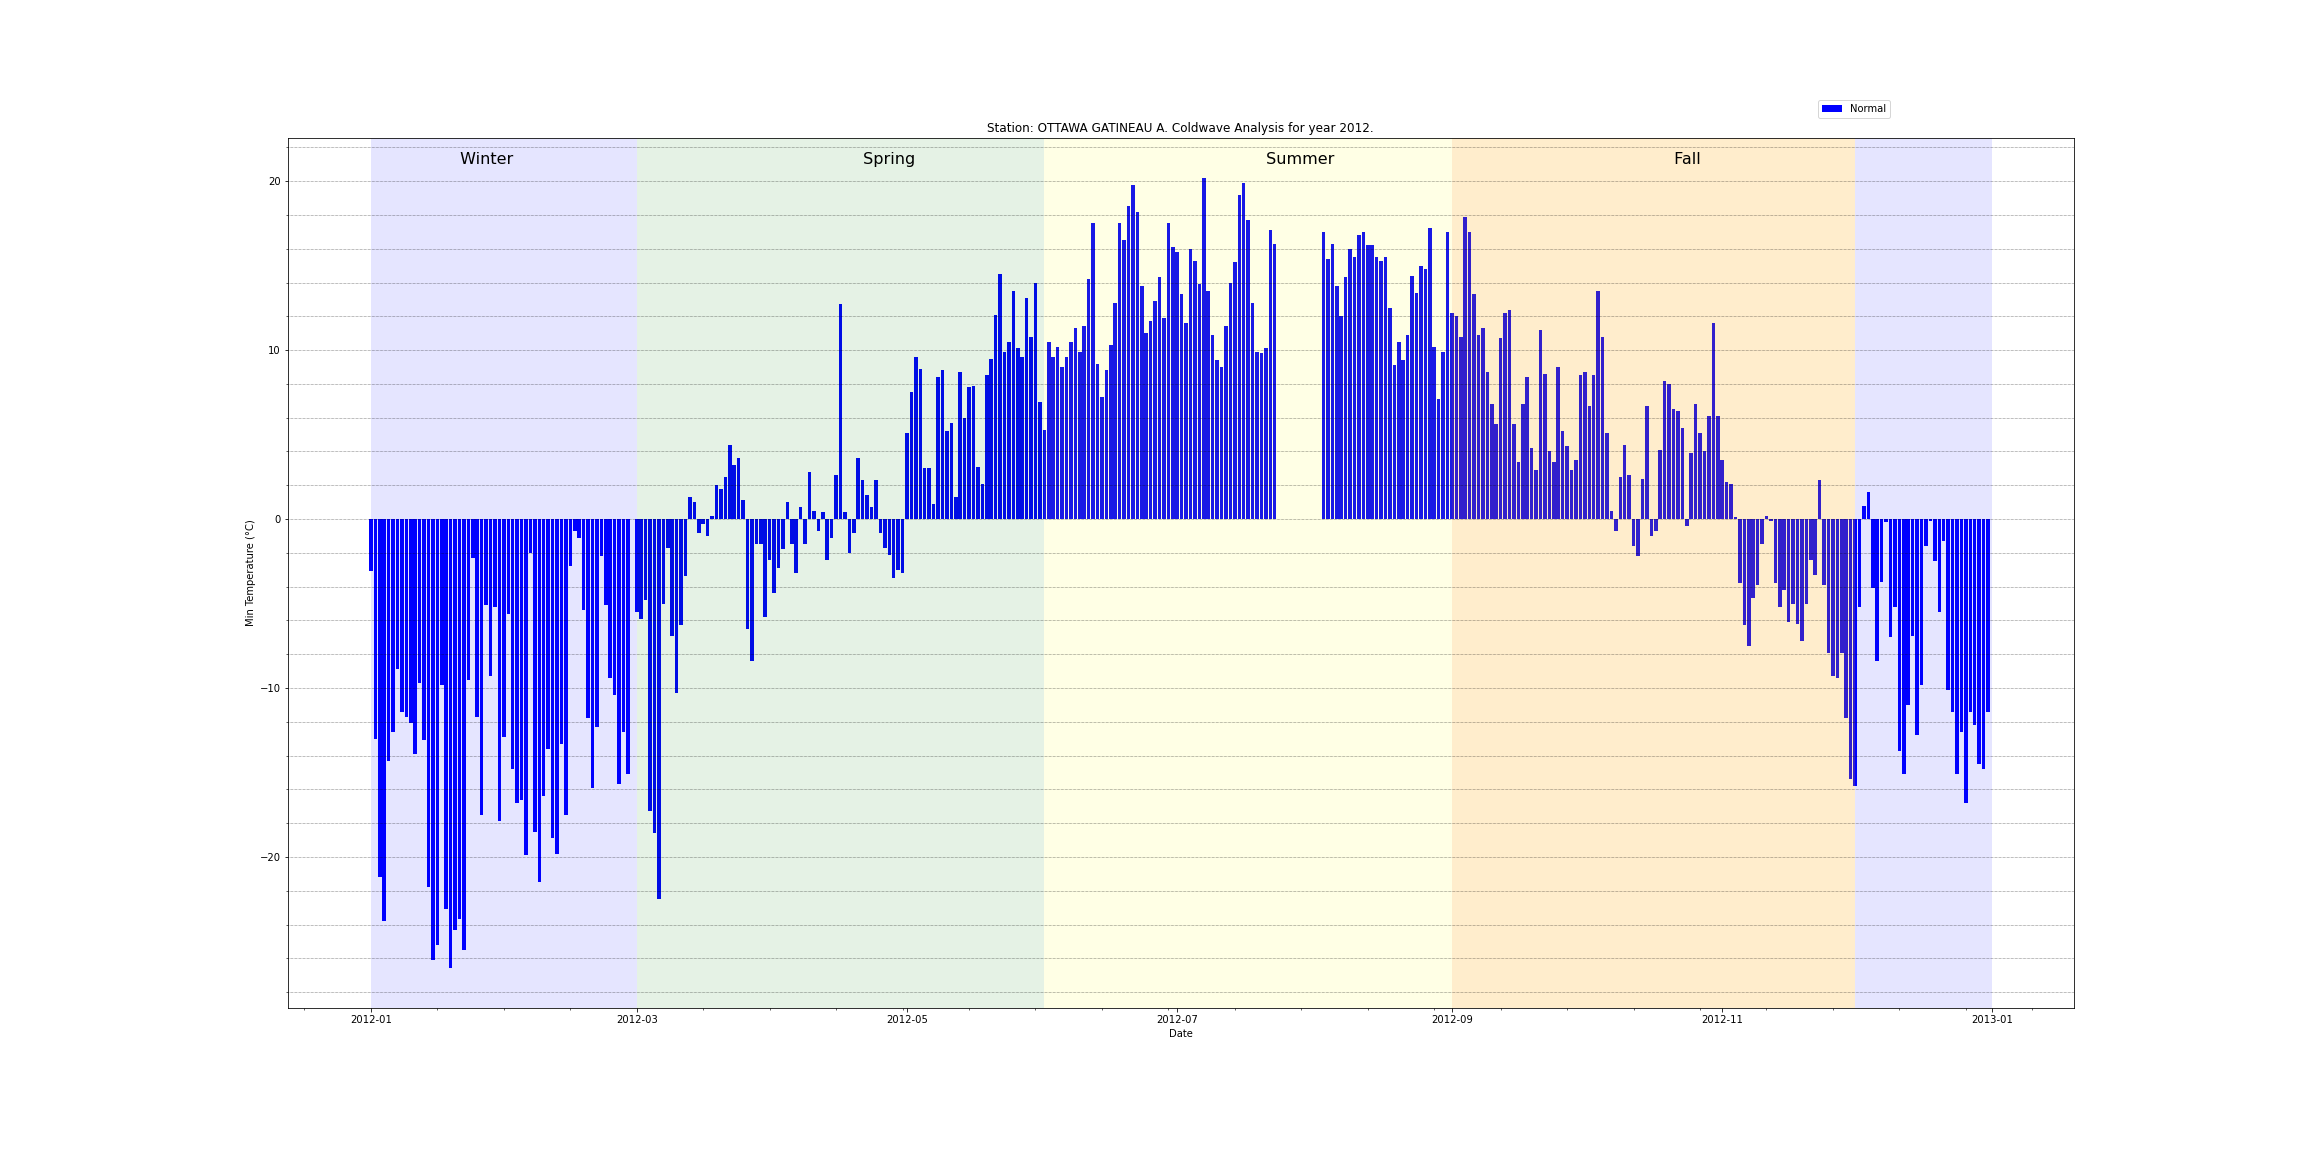 Normal
Station: OTTAWA GATINEAU A. Coldwave Analysis for year 2012.
Winter Spring Summer Fall
20
10
0
−10
−20
Min Temperature (°C)
2012-01 2012-03 2012-05 2012-07 2012-09 2012-11 2013-01
Date